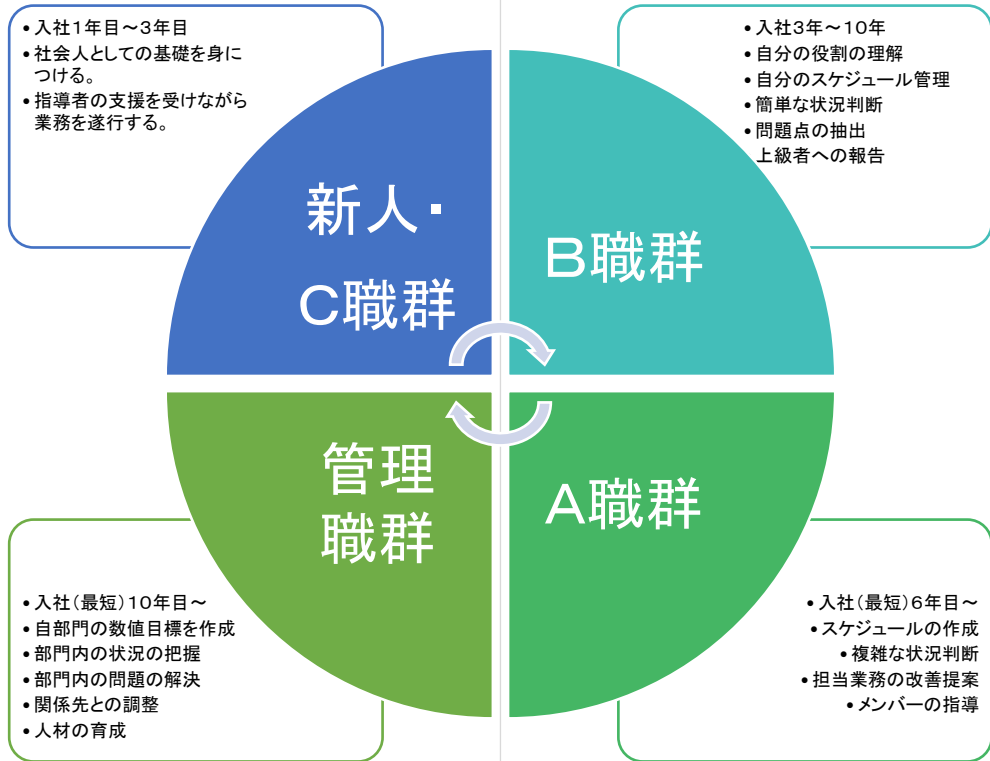 • 入社1年目～3年目
• 社会人としての基礎を身に
つける。
• 指導者の支援を受けながら
業務を遂行する。
• 入社3年～10年
• 自分の役割の理解
• 自分のスケジュール管理
• 簡単な状況判断
• 問題点の抽出
上級者への報告
新人・
C職群
B職群
管理
職群
A職群
• 入社（最短）10年目～
• 自部門の数値目標を作成
• 部門内の状況の把握
• 部門内の問題の解決
• 関係先との調整
• 人材の育成
• 入社（最短）6年目～
• スケジュールの作成
• 複雑な状況判断
• 担当業務の改善提案
• メンバーの指導